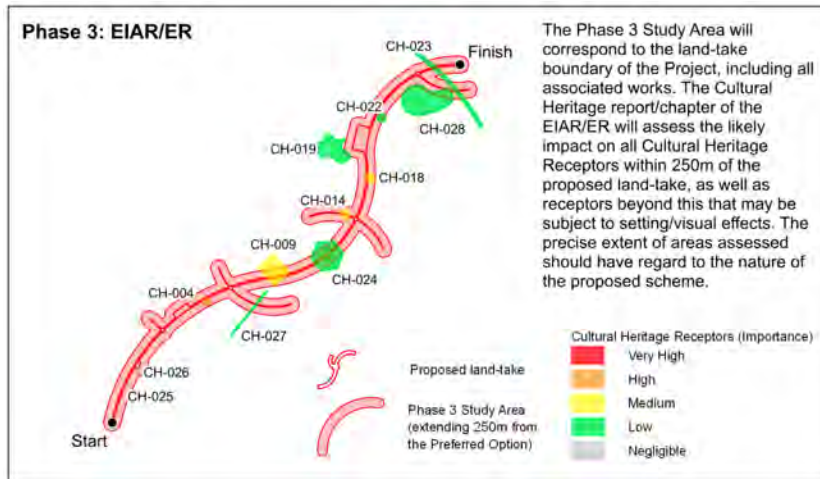 Phase 3: EIAR/ER
CH-023
Finish
CH-022
CH-028
CH-019
CH-018
CH-014
CH-009
CH-024
CH-004
CH-027
CH-026
CH-025
Start
The Phase 3 Study Area will
correspond to the land-take
boundary of the Project, including all
associated works. The Cultural
Heritage report/chapter of the
EIAR/ER will assess the likely
impact on all Cultural Heritage
Receptors within 250m of the
proposed land-take, as well as
receptors beyond this that may be
subject to setting/visual effects. The
precise extent of areas assessed
should have regard to the nature of
the proposed scheme.
Proposed land-take
Phase 3 Study Area
(extending 250m from
the Preferred Option)
Cultural Heritage Receptors (Importance)
Very High
High
Medium
Low
Negligible